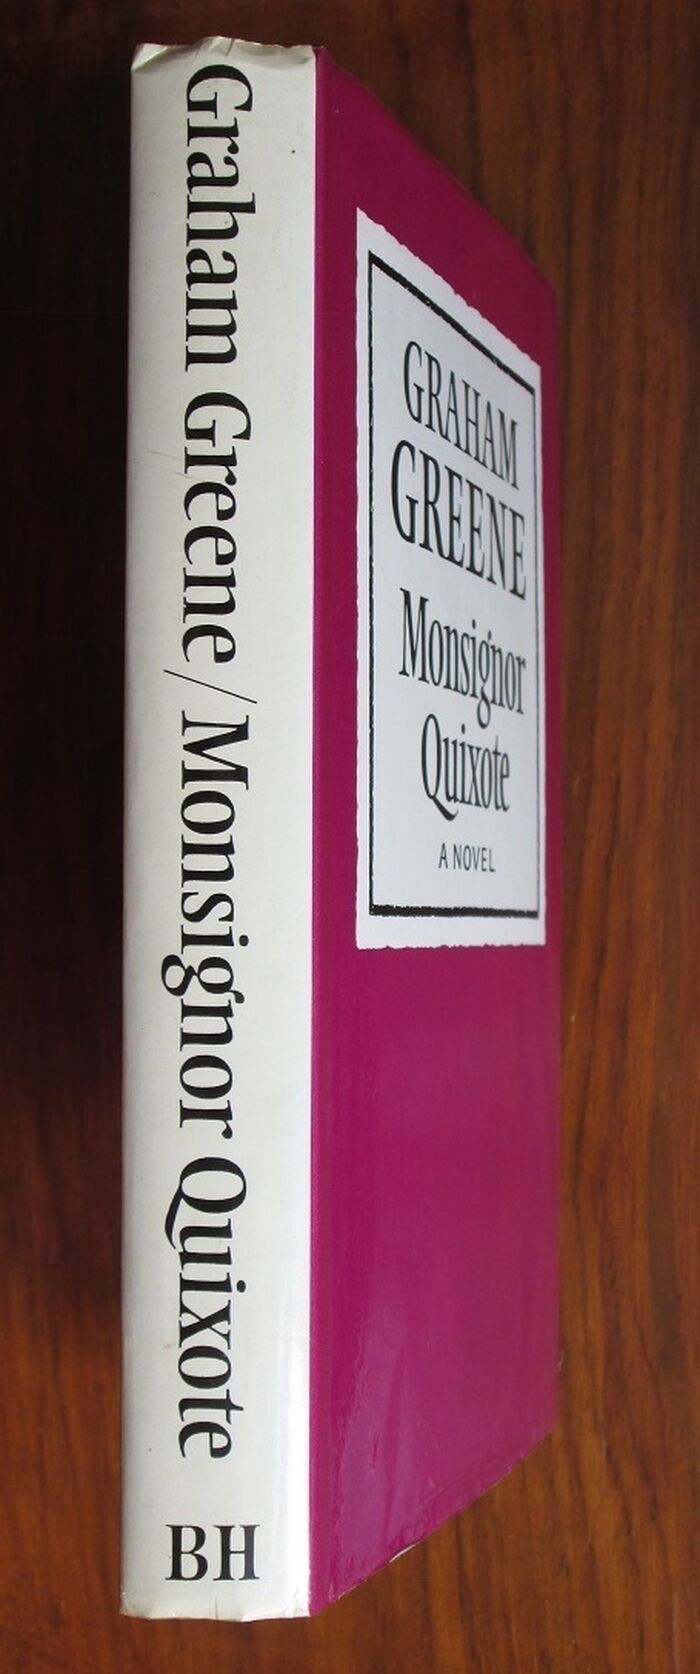 Graham Greene/Monsignor Quixote
BH
GRAHAM
GREENE
Monsignor
Quixote
A NOVEL